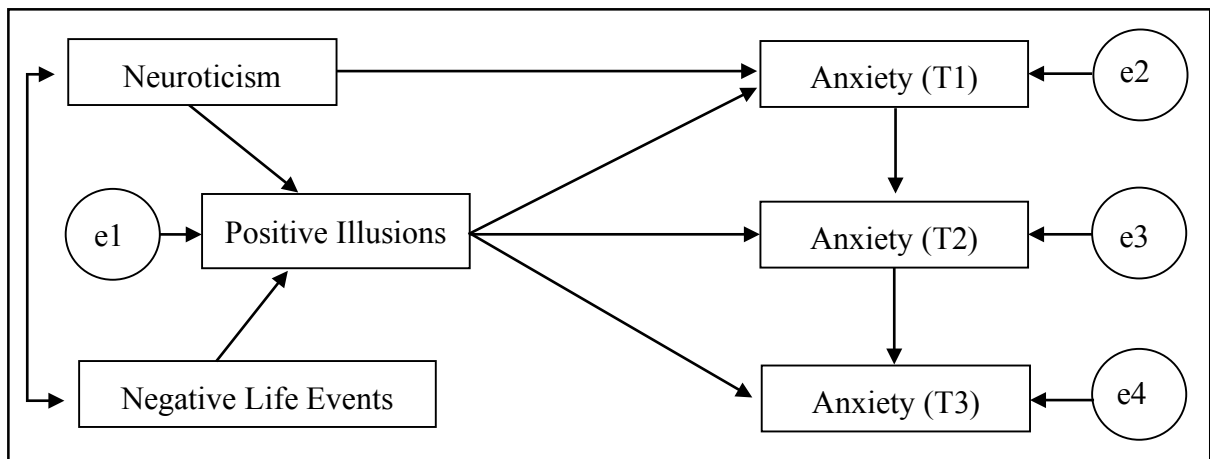 Neuroticism
Anxiety (T1)
e2
e1
Positive Illusions
Anxiety (T2)
e3
Negative Life Events
Anxiety (T3)
e4